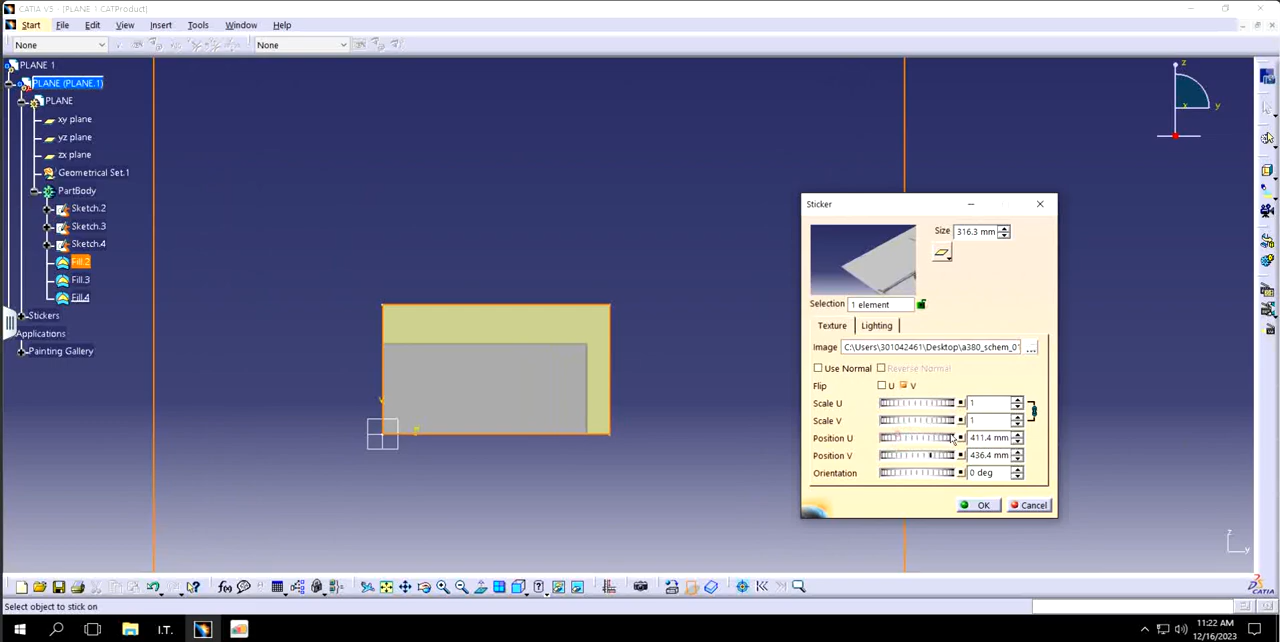 CATIA V5 - [PLANE 1.CATProduct]
Start File Edit View Insert Tools Window Help
None None
PLANE 1
PLANE (PLANE.1)
PLANE
xy plane
yz plane
zx plane
Geometrical Set.1
PartBody
Sketch.2
Sketch.3
Sketch.4
Fill.2
Fill.3
Fill.4
Stickers
Applications
Painting Gallery
z
x y
Sticker
Size 316.3 mm
Selection 1 element
Texture Lighting
Image C:\Users\301042461\Desktop\a380_schem_01 ...
Use Normal Reverse Normal
Flip U V
Scale U 1
Scale V 1
Position U 411.4 mm
Position V 436.4 mm
Orientation 0 deg
OK Cancel
z
y
f(x)
CATIA
Select object to stick on
I.T.
11:22 AM
12/16/2023